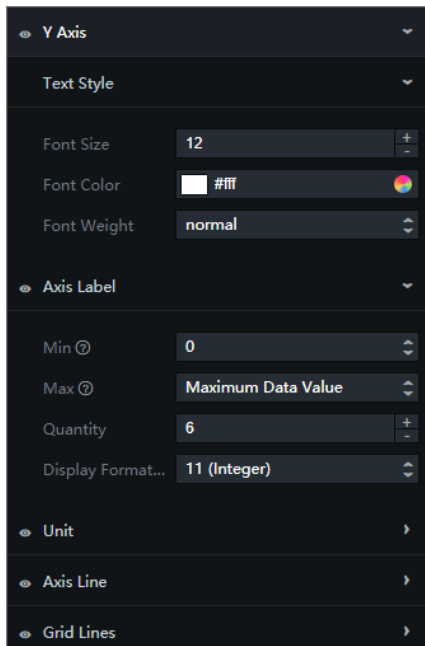 Y Axis
Text Style
Font Size 12 + -
Font Color #fff
Font Weight normal
Axis Label
Min ? 0
Max ? Maximum Data Value
Quantity 6 + -
Display Format... 11 (Integer)
Unit
Axis Line
Grid Lines